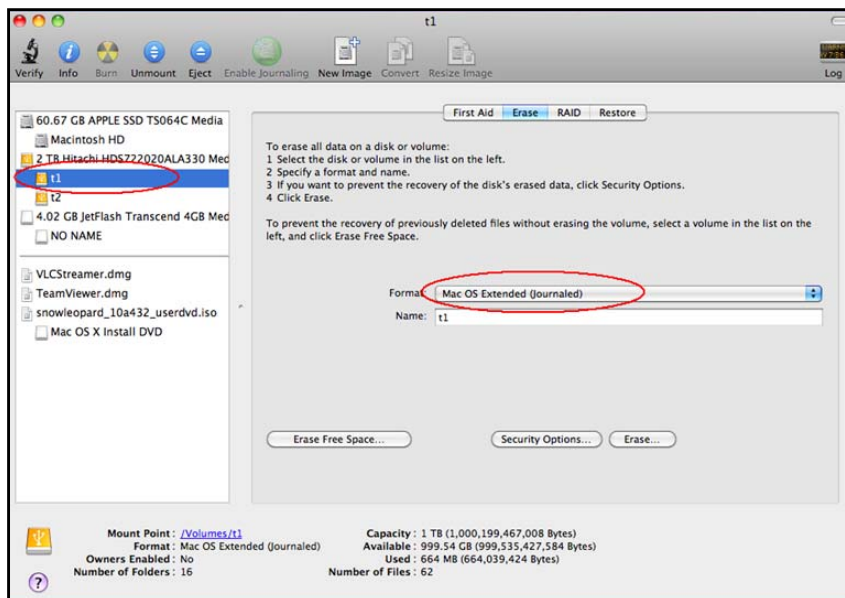 t1
Verify Info Burn Unmount Eject Enable Journaling New Image Convert Resize Image Log
60.67 GB APPLE SSD TS064C Media
Macintosh HD
2 TB Hitachi HDS722020ALA330 Med
t1
t2
4.02 GB JetFlash Transcend 4GB Med
NO NAME
VLCStreamer.dmg
TeamViewer.dmg
snowleopard_10a432_userdvd.iso
Mac OS X Install DVD
First Aid Erase RAID Restore
To erase all data on a disk or volume:
1 Select the disk or volume in the list on the left.
2 Specify a format and name.
3 If you want to prevent the recovery of the disk's erased data, click Security Options.
4 Click Erase.
To prevent the recovery of previously deleted files without erasing the volume, select a volume in the list on the
left, and click Erase Free Space.
Format: Mac OS Extended (Journaled)
Name: t1
Erase Free Space... Security Options... Erase...
Mount Point : /Volumes/t1
Format : Mac OS Extended (Journaled)
Owners Enabled : No
Number of Folders : 16
Capacity : 1 TB (1,000,199,467,008 Bytes)
Available : 999.54 GB (999,535,427,584 Bytes)
Used : 664 MB (664,039,424 Bytes)
Number of Files : 62
?